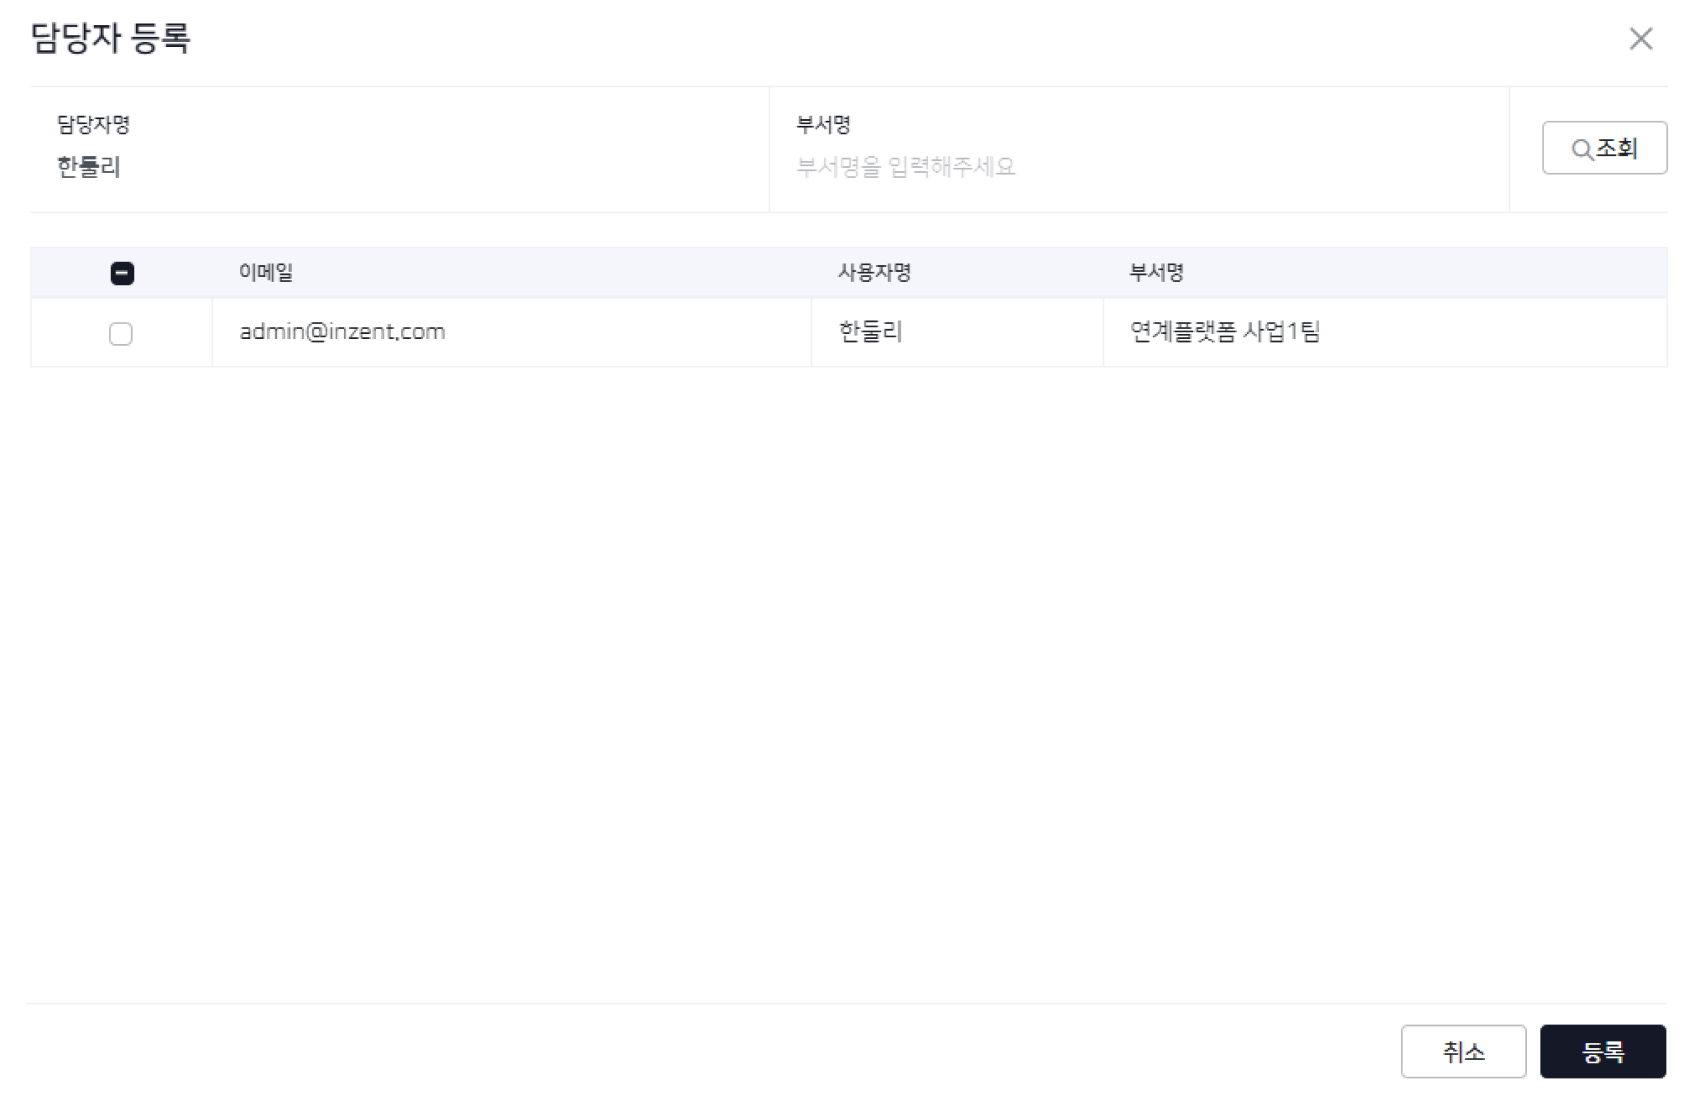 담당자 등록
담당자명
한둘리
부서명
부서명을 입력해주세요
조회
이메일 사용자명 부서명
admin@inzent.com 한둘리 연계플랫폼 사업1팀
취소 등록